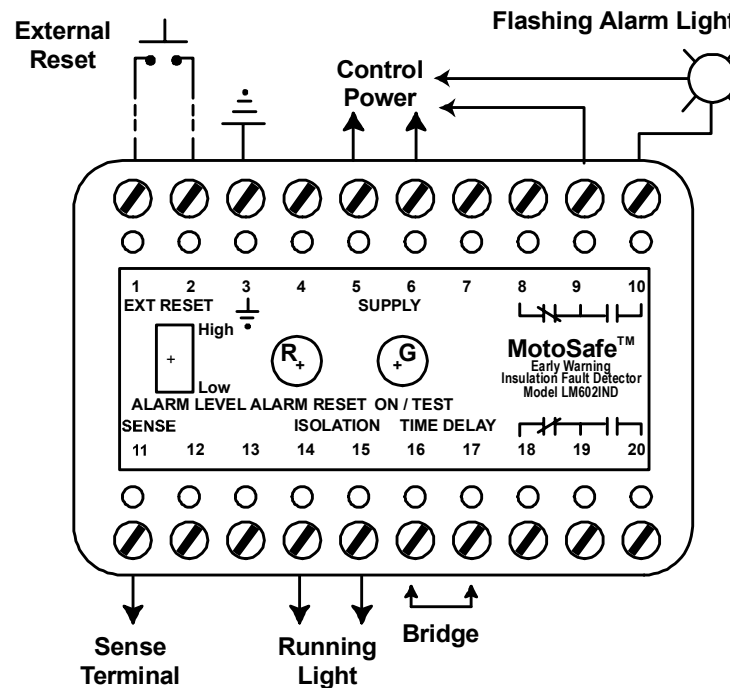 External
Reset
Flashing Alarm Light
Control
Power
1 2 3 4 5 6 7 8 9 10
EXT RESET SUPPLY
High
Low
R
G
MotoSafe™
Early Warning
Insulation Fault Detector
Model LM602IND
ALARM LEVEL ALARM RESET ON / TEST
SENSE ISOLATION TIME DELAY
11 12 13 14 15 16 17 18 19 20
Sense
Terminal
Running
Light
Bridge